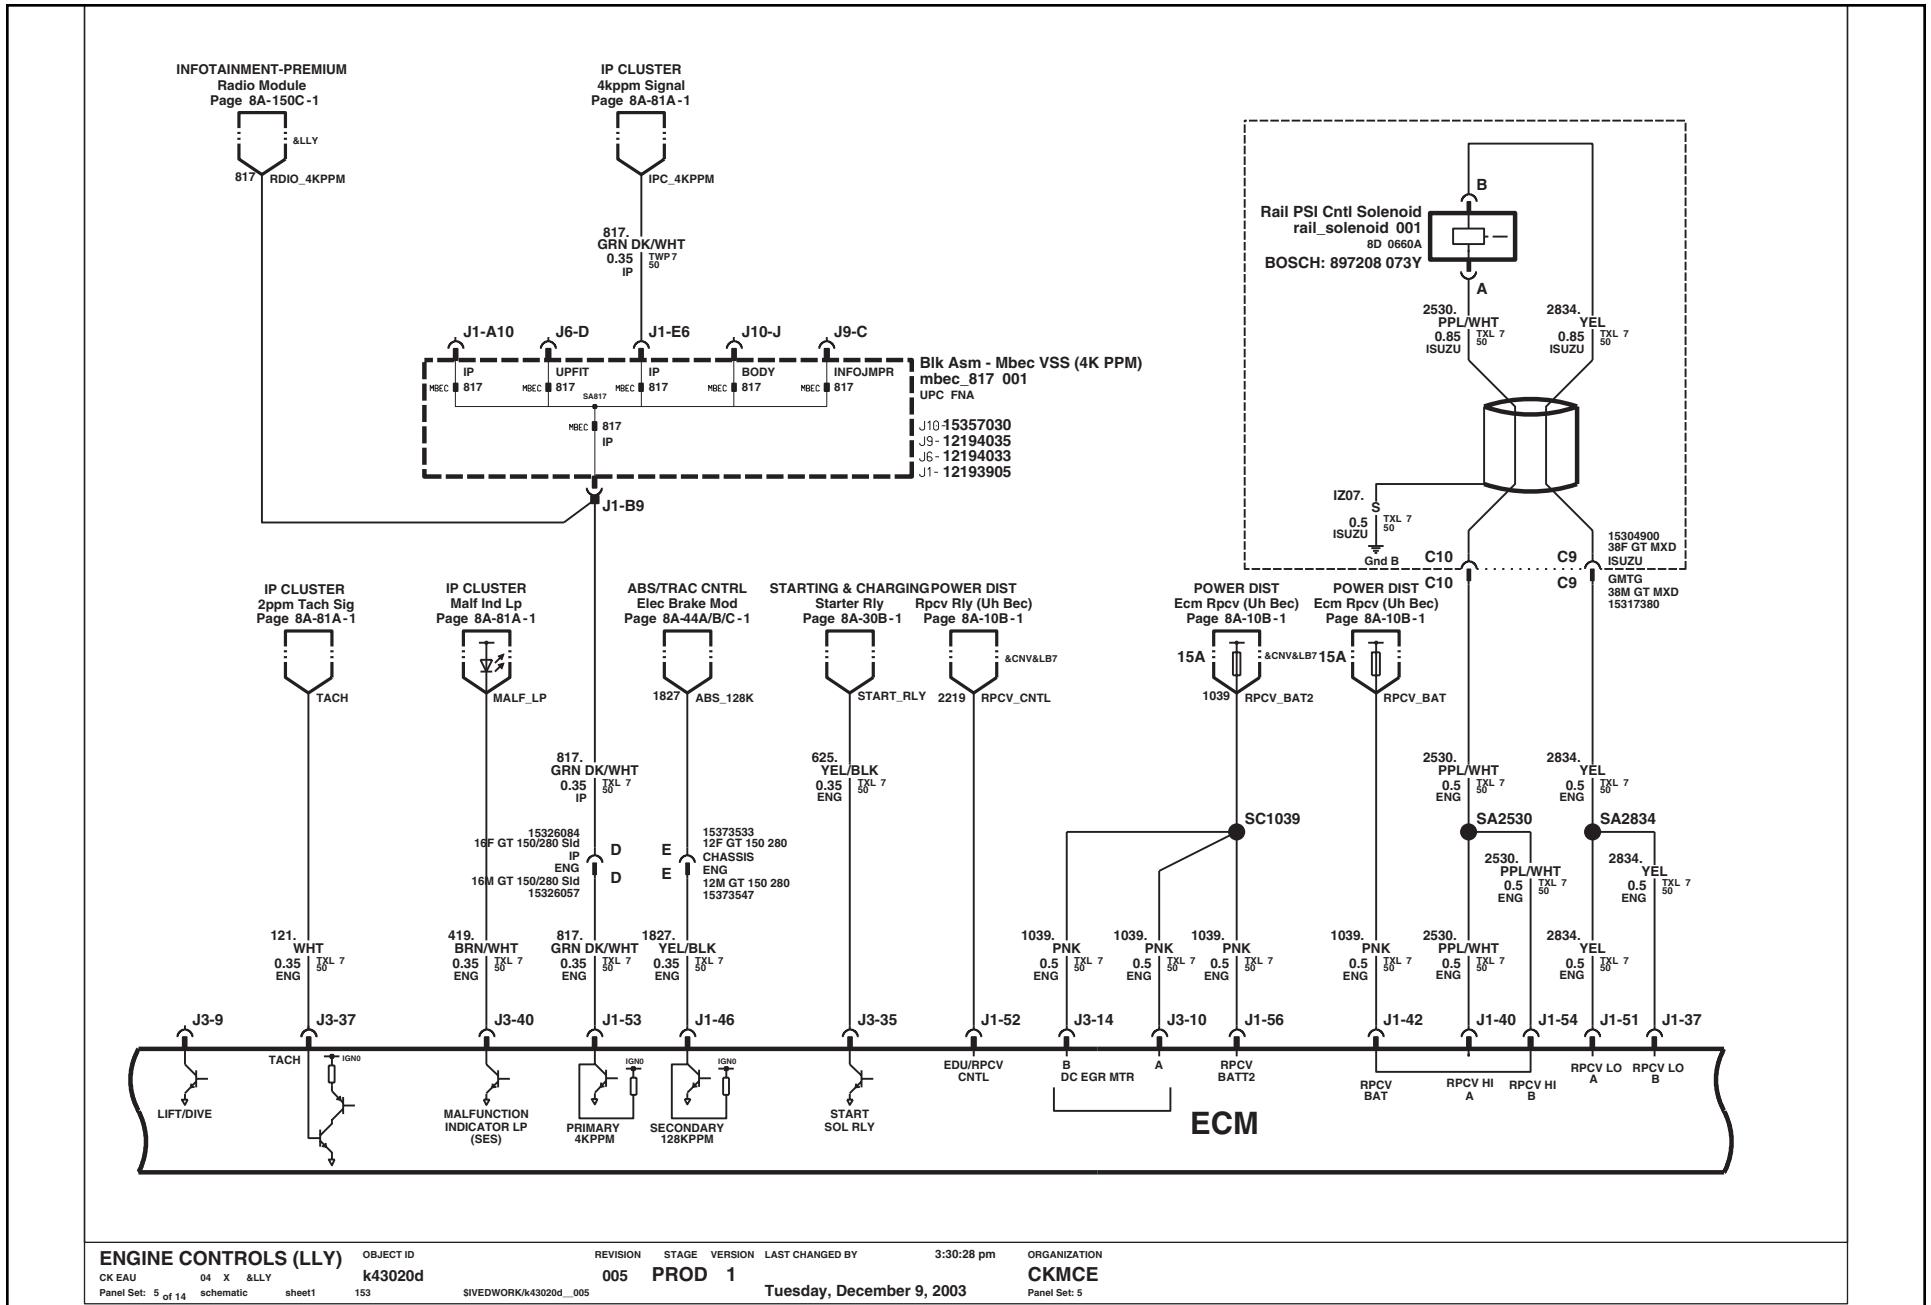 INFOTAINMENT-PREMIUM
Radio Module
Page 8A-150C-1
&LLY
817 RDIO_4KPPM
IP CLUSTER
4kppm Signal
Page 8A-81A-1
IPC_4KPPM
817.
GRN DK/WHT
0.35 TWP7
50
IP
J1-A10 J6-D J1-E6 J10-J J9-C
IP UPFIT IP BODY INFOJMPR
MBEC 817 MBEC 817 MBEC 817 MBEC 817 MBEC 817
SA817
MBEC 817
IP
J1-B9
Blk Asm - Mbec VSS (4K PPM)
mbec_817 001
UPC FNA
J10-15357030
J9-12194035
J6-12194033
J1-12193905
B
Rail PSI Cntl Solenoid
rail_solenoid 001
8D 0660A
BOSCH: 897208 073Y
A
2530. 2834.
PPL/WHT YEL
0.85 TXL 7 0.85 TXL 7
50 50
ISUZU ISUZU
IZ07.
S
0.5 TXL 7
50
ISUZU
Gnd B
C10 C9
C10 C9
15304900
38F GT MXD
ISUZU
GMTG
38M GT MXD
15317380
IP CLUSTER
2ppm Tach Sig
Page 8A-81A-1
TACH
IP CLUSTER
Malf Ind Lp
Page 8A-81A-1
MALF_LP
ABS/TRAC CNTRL
Elec Brake Mod
Page 8A-44A/B/C-1
1827 ABS_128K
STARTING & CHARGING
Starter Rly
Page 8A-30B-1
START_RLY
POWER DIST
Rpcv Rly (Uh Bec)
Page 8A-10B-1
&CNV&LB7
2219 RPCV_CNTL
POWER DIST
Ecm Rpcv (Uh Bec)
Page 8A-10B-1
15A &CNV&LB7
1039 RPCV_BAT2
POWER DIST
Ecm Rpcv (Uh Bec)
Page 8A-10B-1
15A
RPCV_BAT
817.
GRN DK/WHT
0.35 TXL 7
50
IP
625.
YEL/BLK
0.35 TXL 7
50
ENG
2530. 2834.
PPL/WHT YEL
0.5 TXL 7 0.5 TXL 7
50 50
ENG ENG
SC1039 SA2530 SA2834
15326084
16F GT 150/280 Sld
IP
ENG
16M GT 150/280 Sld
15326057
D
D
E
E
15373533
12F GT 150 280
CHASSIS
ENG
12M GT 150 280
15373547
2530. 2834.
PPL/WHT YEL
0.5 TXL 7 0.5 TXL 7
50 50
ENG ENG
121. 419. 817. 1827. 1039. 1039. 1039. 1039. 2530. 2834.
WHT BRN/WHT GRN DK/WHT YEL/BLK PNK PNK PNK PNK PPL/WHT YEL
0.35 TXL 7 0.35 TXL 7 0.35 TXL 7 0.35 TXL 7 0.5 TXL 7 0.5 TXL 7 0.5 TXL 7 0.5 TXL 7 0.5 TXL 7 0.5 TXL 7
50 50 50 50 50 50 50 50 50 50
ENG ENG ENG ENG ENG ENG ENG ENG ENG ENG
J3-9 J3-37 J3-40 J1-53 J1-46 J3-35 J1-52 J3-14 J3-10 J1-56 J1-42 J1-40 J1-54 J1-51 J1-37
LIFT/DIVE
TACH IGN0
MALFUNCTION
INDICATOR LP
(SES)
IGN0
PRIMARY
4KPPM
IGN0
SECONDARY
128KPPM
START
SOL RLY
EDU/RPCV
CNTL
B A
DC EGR MTR
RPCV
BATT2
RPCV
BAT
RPCV HI
A
RPCV HI
B
RPCV LO
A
RPCV LO
B
ECM
ENGINE CONTROLS (LLY) OBJECT ID REVISION STAGE VERSION LAST CHANGED BY 3:30:28 pm ORGANIZATION
CK EAU 04 X &LLY k43020d 005 PROD 1 CKMCE
Panel Set: 5 of 14 schematic sheet1 153 $IVEDWORK/k43020d__005 Tuesday, December 9, 2003 Panel Set: 5